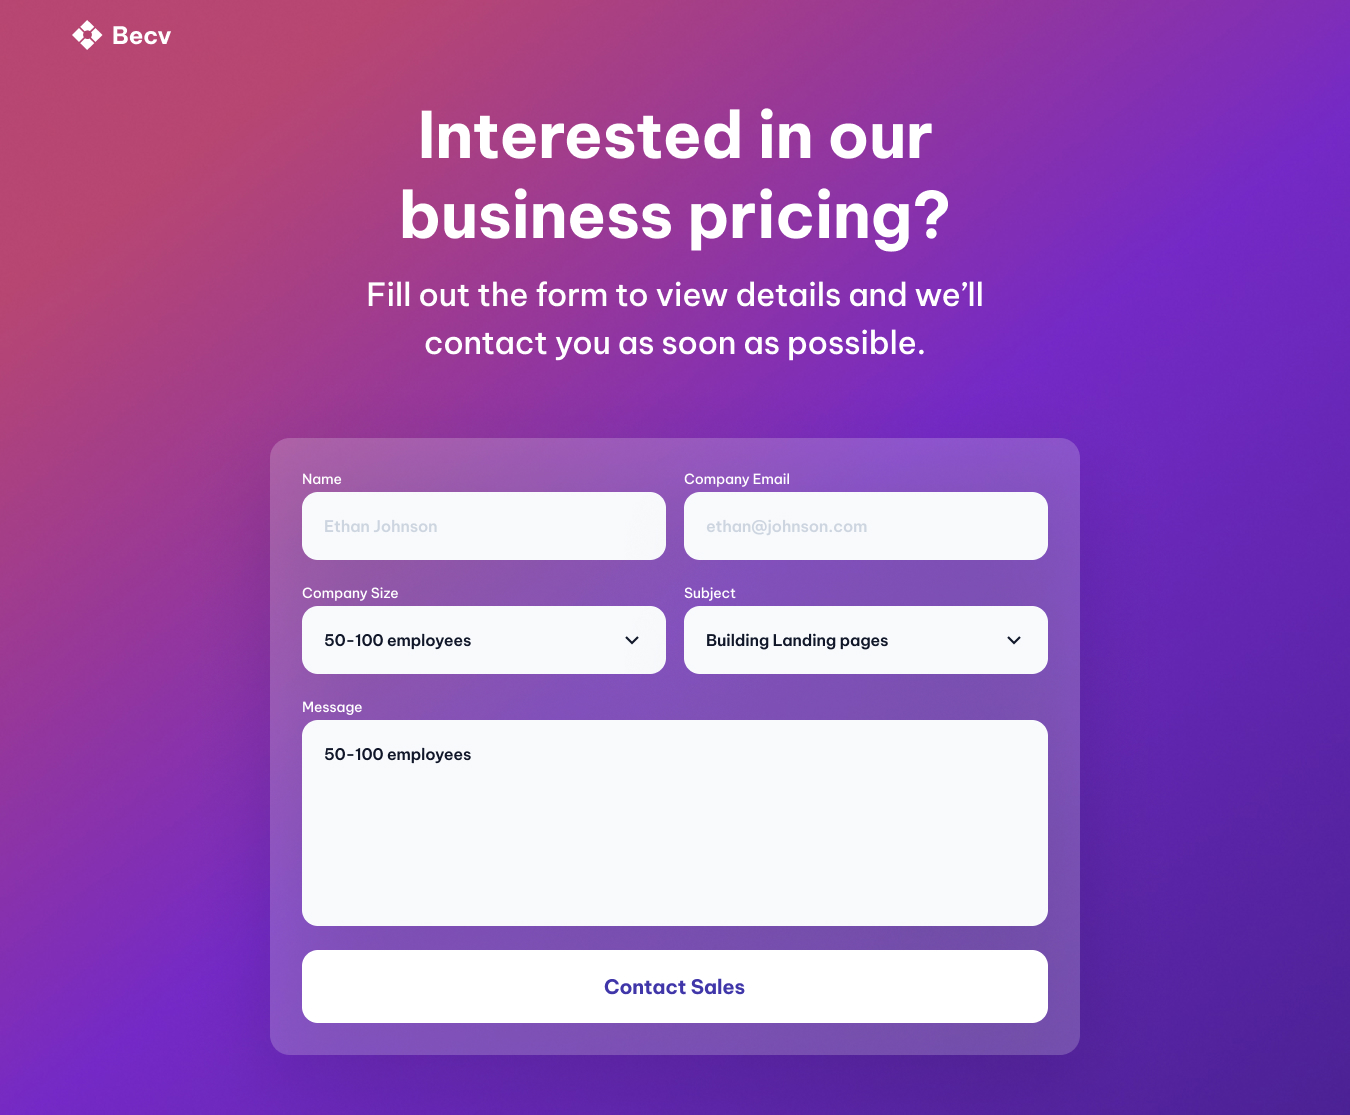 Becv
Interested in our
business pricing?
Fill out the form to view details and we’ll
contact you as soon as possible.
Name
Company Email
Ethan Johnson
ethan@johnson.com
Company Size
Subject
50-100 employees
Building Landing pages
Message
50-100 employees
Contact Sales